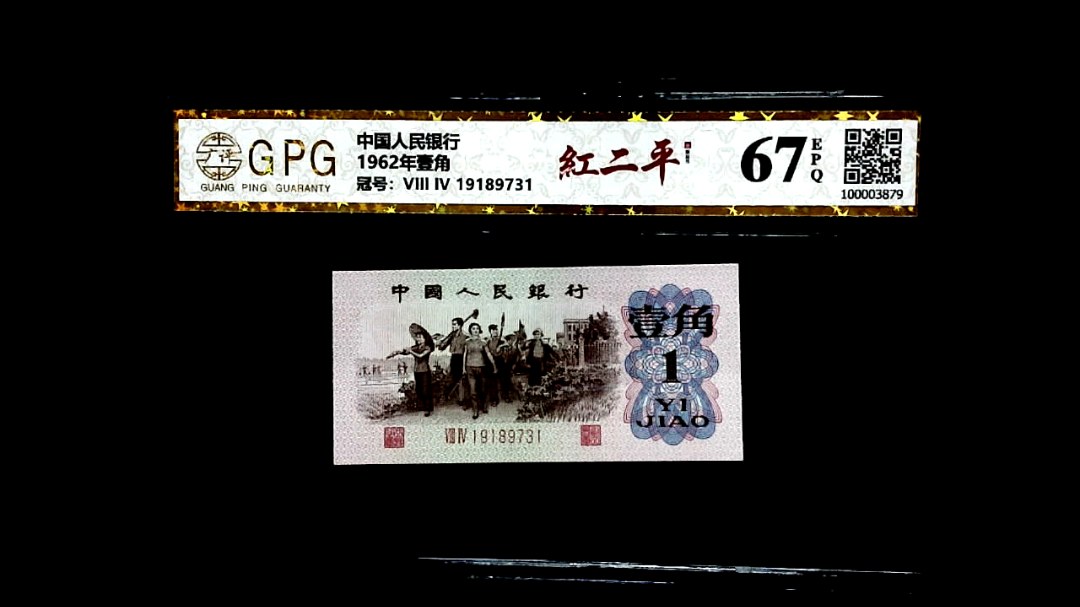 GPG
GUANG PING GUARANTY
中国人民银行
1962年壹角
冠号：VIII IV 19189731
紅二平
67
EPQ
100003879
中國人民銀行
壹角
1
YI
JIAO
VIII IV 19189731